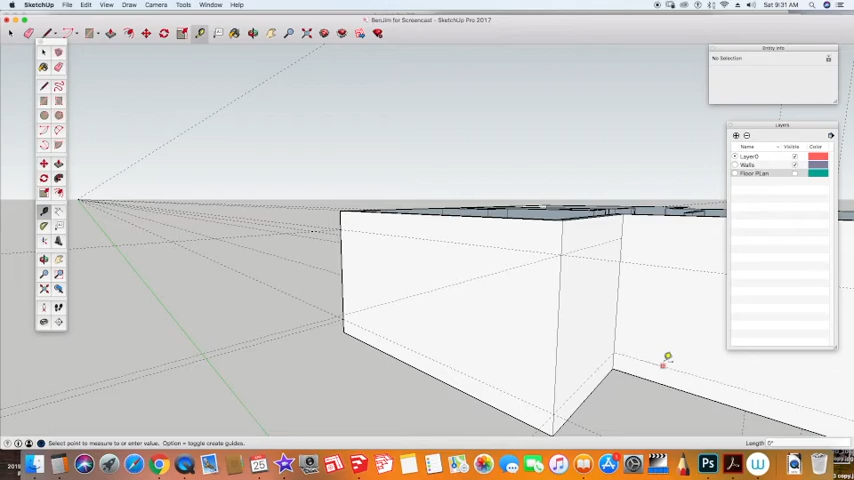 SketchUp File Edit View Camera Draw Tools Window Help
Sat 9:31 AM
BenJim for Screencast - SketchUp Pro 2017
Entity Info
No Selection
Layers
Name Visible Color
Layer0
Walls
Floor PLan
Select point to measure to or enter value. Option = toggle create guides.
Length 0"
25